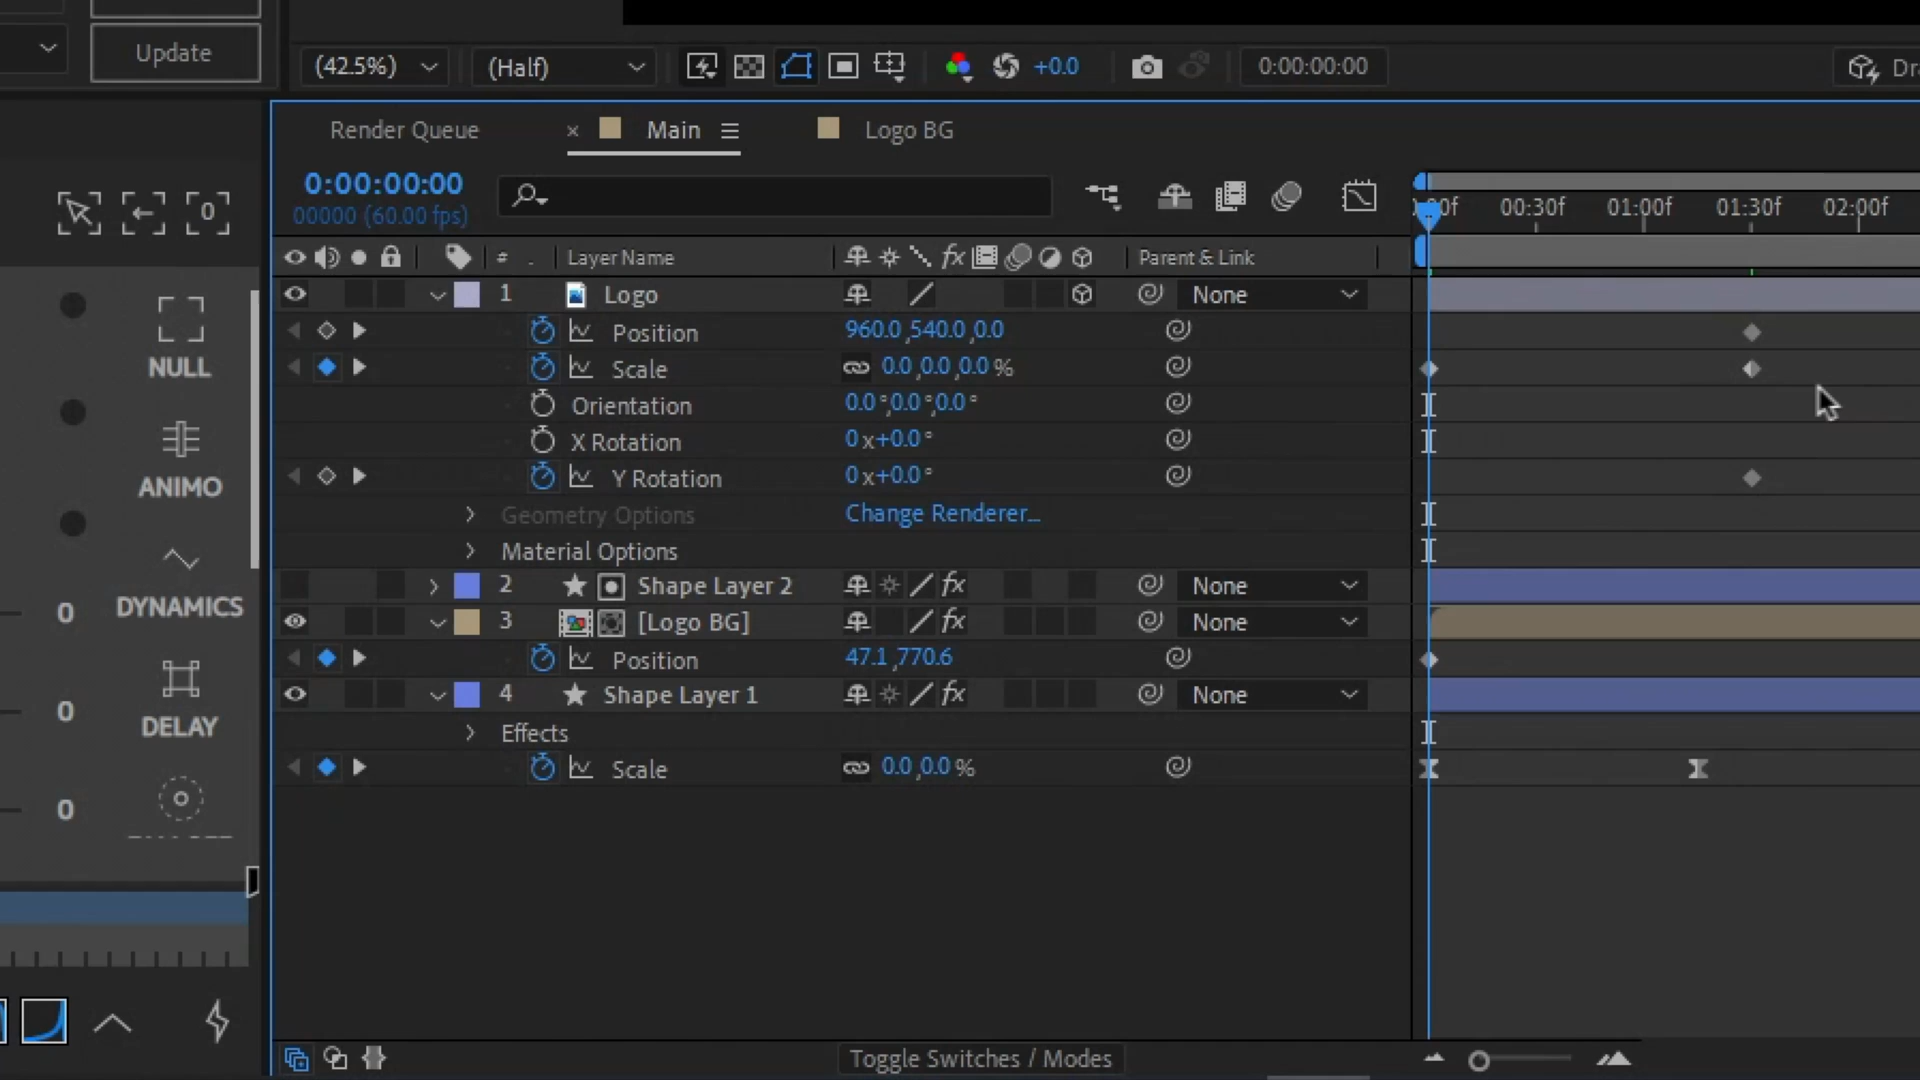 Update
(42.5%)
(Half)
+0.0
0:00:00:00
Render Queue
Main
Logo BG
0:00:00:00
00000 (60.00 fps)
00:30f
01:00f
01:30f
02:00f
#
.
Layer Name
fx
Parent & Link
1
Logo
None
Position
960.0,540.0,0.0
Scale
0.0,0.0,0.0 %
Orientation
0.0°,0.0°,0.0°
X Rotation
0x+0.0°
Y Rotation
0x+0.0°
Geometry Options
Change Renderer...
Material Options
2
Shape Layer 2
fx
None
3
[Logo BG]
fx
None
Position
47.1,770.6
4
Shape Layer 1
fx
None
Effects
Scale
0.0,0.0 %
Toggle Switches / Modes
0
NULL
ANIMO
DYNAMICS
DELAY
0
0
0